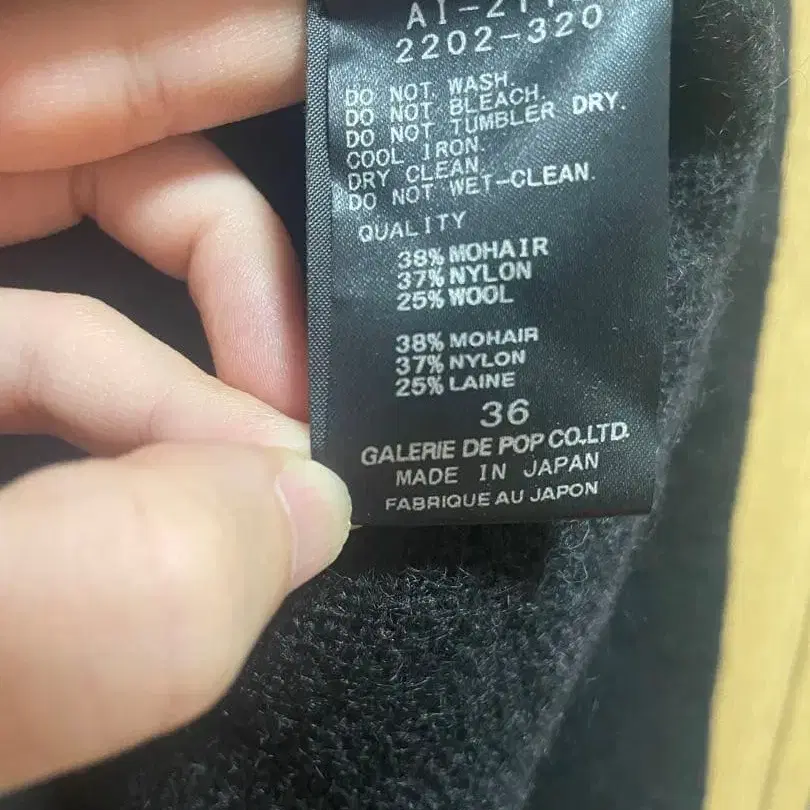 2202-320
DO NOT WASH.
DO NOT BLEACH.
DO NOT TUMBLER DRY.
COOL IRON.
DRY CLEAN.
DO NOT WET-CLEAN.
QUALITY
38% MOHAIR
37% NYLON
25% WOOL
38% MOHAIR
37% NYLON
25% LAINE
36
GALERIE DE POP CO.,LTD.
MADE IN JAPAN
FABRIQUE AU JAPON